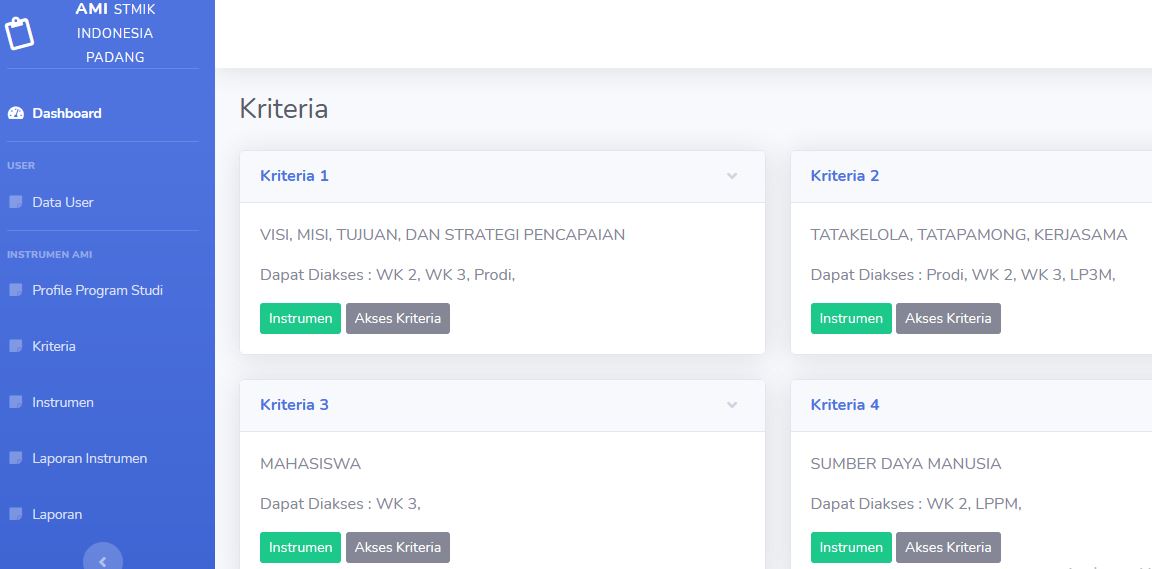 AMI STMIK
INDONESIA
PADANG
Dashboard
USER
Data User
INSTRUMEN AMI
Profile Program Studi
Kriteria
Instrumen
Laporan Instrumen
Laporan
Kriteria
Kriteria 1
VISI, MISI, TUJUAN, DAN STRATEGI PENCAPAIAN
Dapat Diakses : WK 2, WK 3, Prodi,
Instrumen Akses Kriteria
Kriteria 2
TATAKELOLA, TATAPAMONG, KERJASAMA
Dapat Diakses : Prodi, WK 2, WK 3, LP3M,
Instrumen Akses Kriteria
Kriteria 3
MAHASISWA
Dapat Diakses : WK 3,
Instrumen Akses Kriteria
Kriteria 4
SUMBER DAYA MANUSIA
Dapat Diakses : WK 2, LPPM,
Instrumen Akses Kriteria